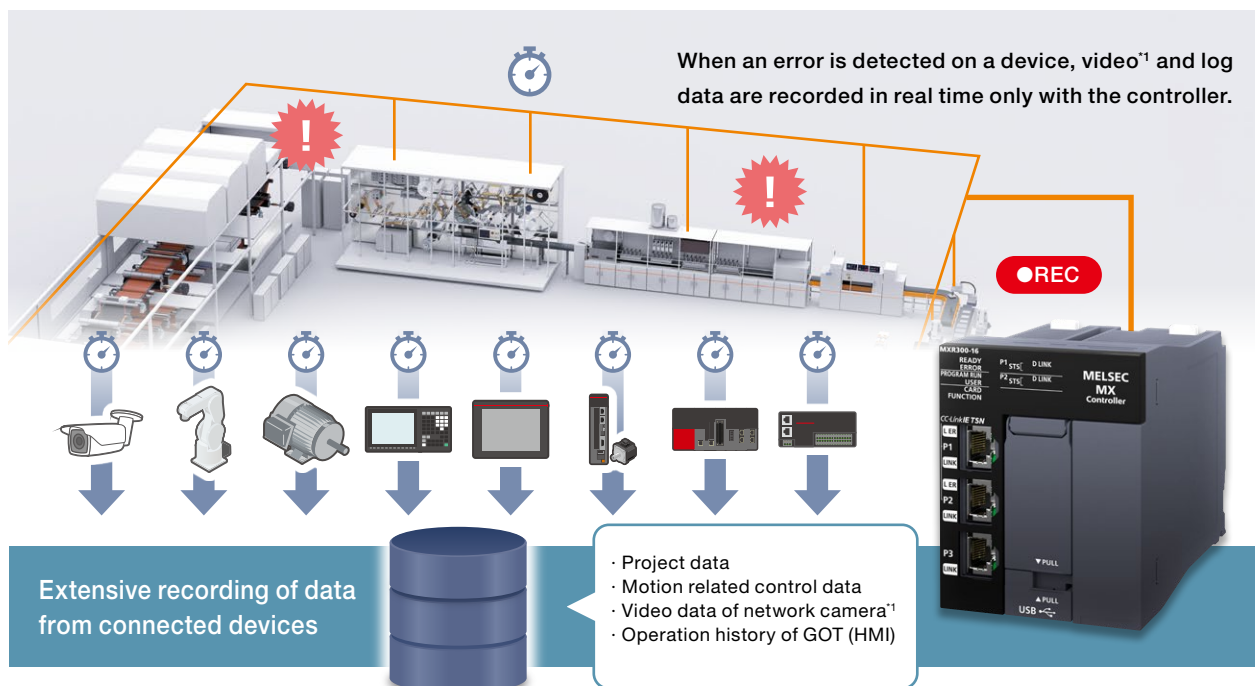 When an error is detected on a device, video*1 and log
data are recorded in real time only with the controller.
!
!
●REC
MXR300-16
READY
ERROR
PROGRAM RUN
USER
CARD
FUNCTION
P1 STS D LINK
P2 STS D LINK
MELSEC
MX
Controller
CC-Link IE TSN
L ER
P1
LINK
L ER
P2
LINK
P3
LINK
▼PULL
▲PULL
USB
Extensive recording of data
from connected devices
· Project data
· Motion related control data
· Video data of network camera*1
· Operation history of GOT (HMI)